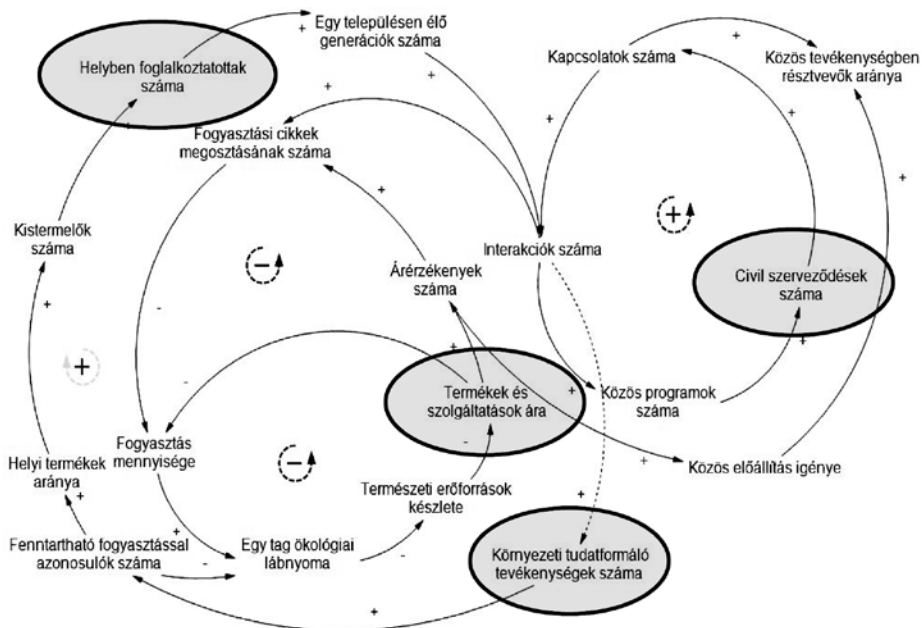 Egy településen élő
generációk száma
Helyben foglalkoztatottak
száma
Kapcsolatok száma
Közös tevékenységben
résztvevők aránya
Fogyasztási cikkek
megosztásának száma
Kistermelők
száma
Interakciók száma
Árérzékenyek
száma
Civil szerveződések
száma
Termékek és
szolgáltatások ára
Közös programok
száma
Fogyasztás
mennyisége
Helyi termékek
aránya
Közös előállítás igénye
Természeti erőforrások
készlete
Fenntartható fogyasztással
azonosulók száma
Egy tag ökológiai
lábnyoma
Környezeti tudatformáló
tevékenységek száma